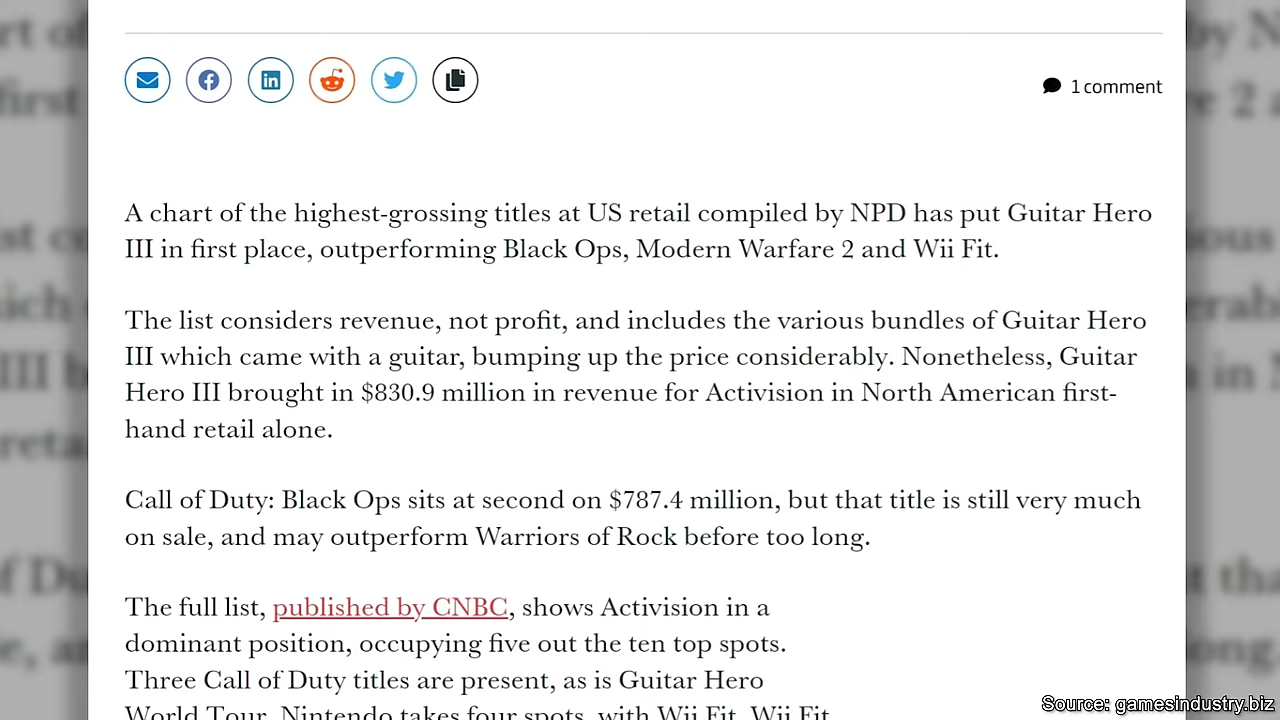 1 comment
A chart of the highest-grossing titles at US retail compiled by NPD has put Guitar Hero
III in first place, outperforming Black Ops, Modern Warfare 2 and Wii Fit.
The list considers revenue, not profit, and includes the various bundles of Guitar Hero
III which came with a guitar, bumping up the price considerably. Nonetheless, Guitar
Hero III brought in $830.9 million in revenue for Activision in North American first-
hand retail alone.
Call of Duty: Black Ops sits at second on $787.4 million, but that title is still very much
on sale, and may outperform Warriors of Rock before too long.
The full list, published by CNBC, shows Activision in a
dominant position, occupying five out the ten top spots.
Three Call of Duty titles are present, as is Guitar Hero
World Tour. Nintendo takes four spots, with Wii Fit, Wii Fit
Source: gamesindustry.biz